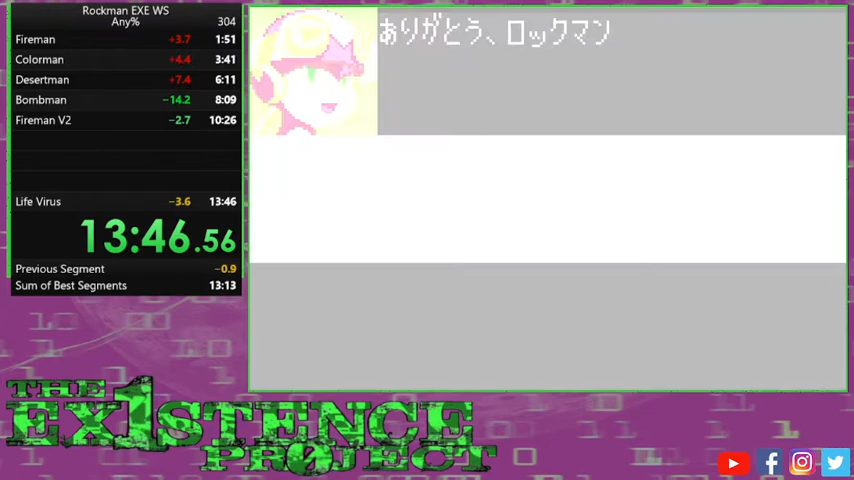 Rockman EXE WS
Any% 304
Fireman +3.7 1:51
Colorman +4.4 3:41
Desertman +7.4 6:11
Bombman −14.2 8:09
Fireman V2 −2.7 10:26
Life Virus −3.6 13:46
13:46.56
Previous Segment −0.9
Sum of Best Segments 13:13
ありがとう、ロックマン
THE
EX1STENCE
PR0JECT